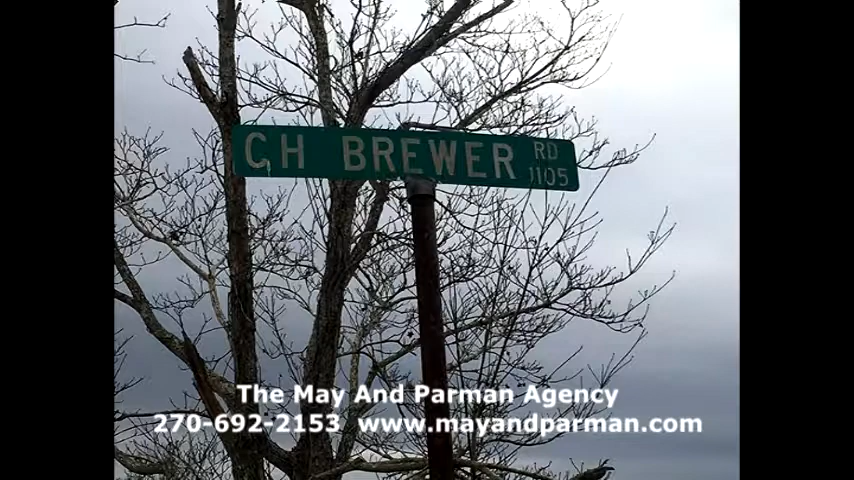 CH BREWER RD
1105
The May And Parman Agency
270-692-2153 www.mayandparman.com